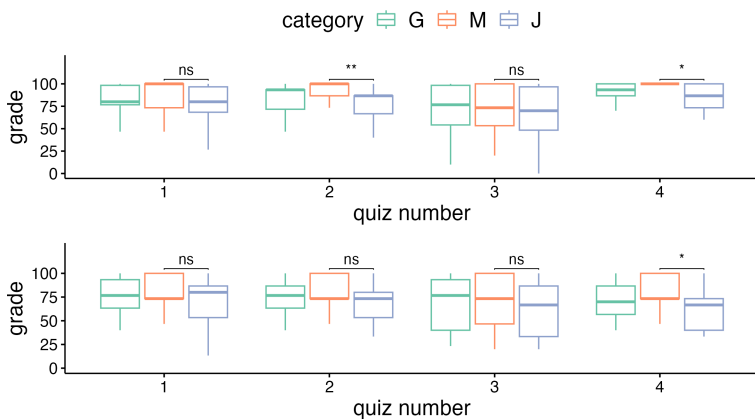 category G M J
ns ** ns *
grade
100
75
50
25
0
1 2 3 4
quiz number
ns ns ns *
grade
100
75
50
25
0
1 2 3 4
quiz number